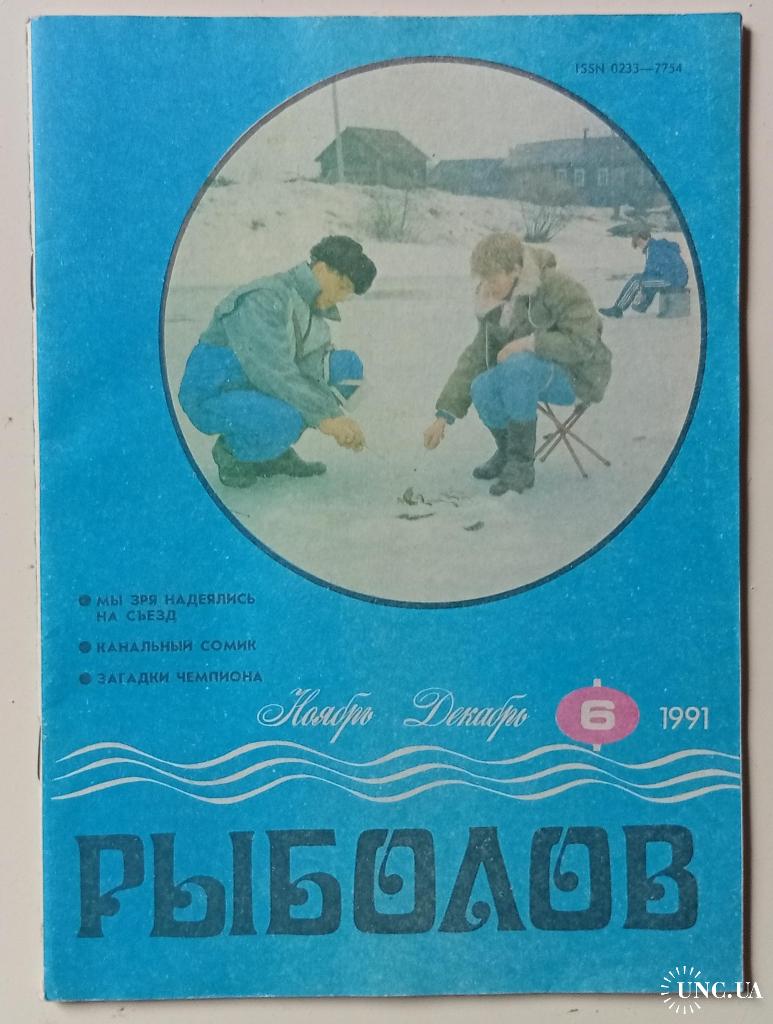 ISSN 0233—7754
● МЫ ЗРЯ НАДЕЯЛИСЬ
НА СЪЕЗД
● КАНАЛЬНЫЙ СОМИК
● ЗАГАДКИ ЧЕМПИОНА
Ноябрь Декабрь 6 1991
РЫБОЛОВ
UNC.UA